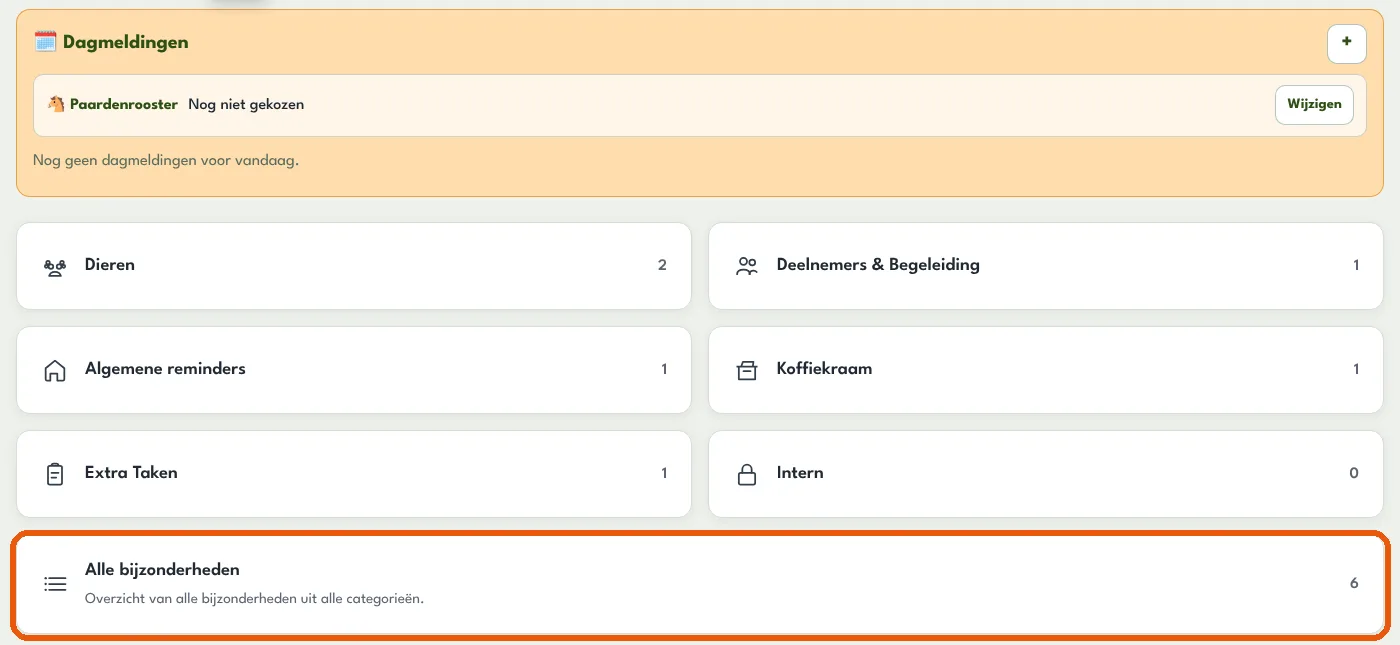 Dagmeldingen
+
Paardenrooster Nog niet gekozen
Wijzigen
Nog geen dagmeldingen voor vandaag.
Dieren 2
Deelnemers & Begeleiding 1
Algemene reminders 1
Koffiekraam 1
Extra Taken 1
Intern 0
Alle bijzonderheden
Overzicht van alle bijzonderheden uit alle categorieën.
6